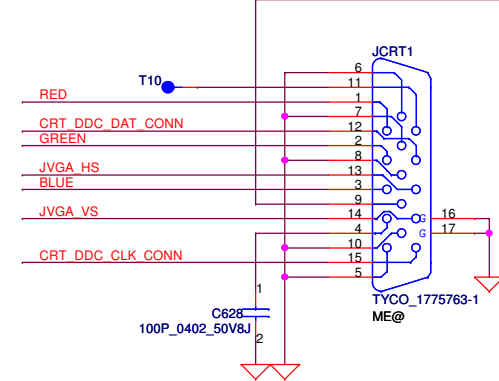 JCRT1
6
T10
11
RED
1
7
CRT_DDC_DAT_CONN
12
GREEN
2
8
JVGA_HS
13
BLUE
3
9
JVGA_VS
14
G
16
4
G
17
10
CRT_DDC_CLK_CONN
15
5
1
TYCO_1775763-1
C628
ME@
100P_0402_50V8J
2